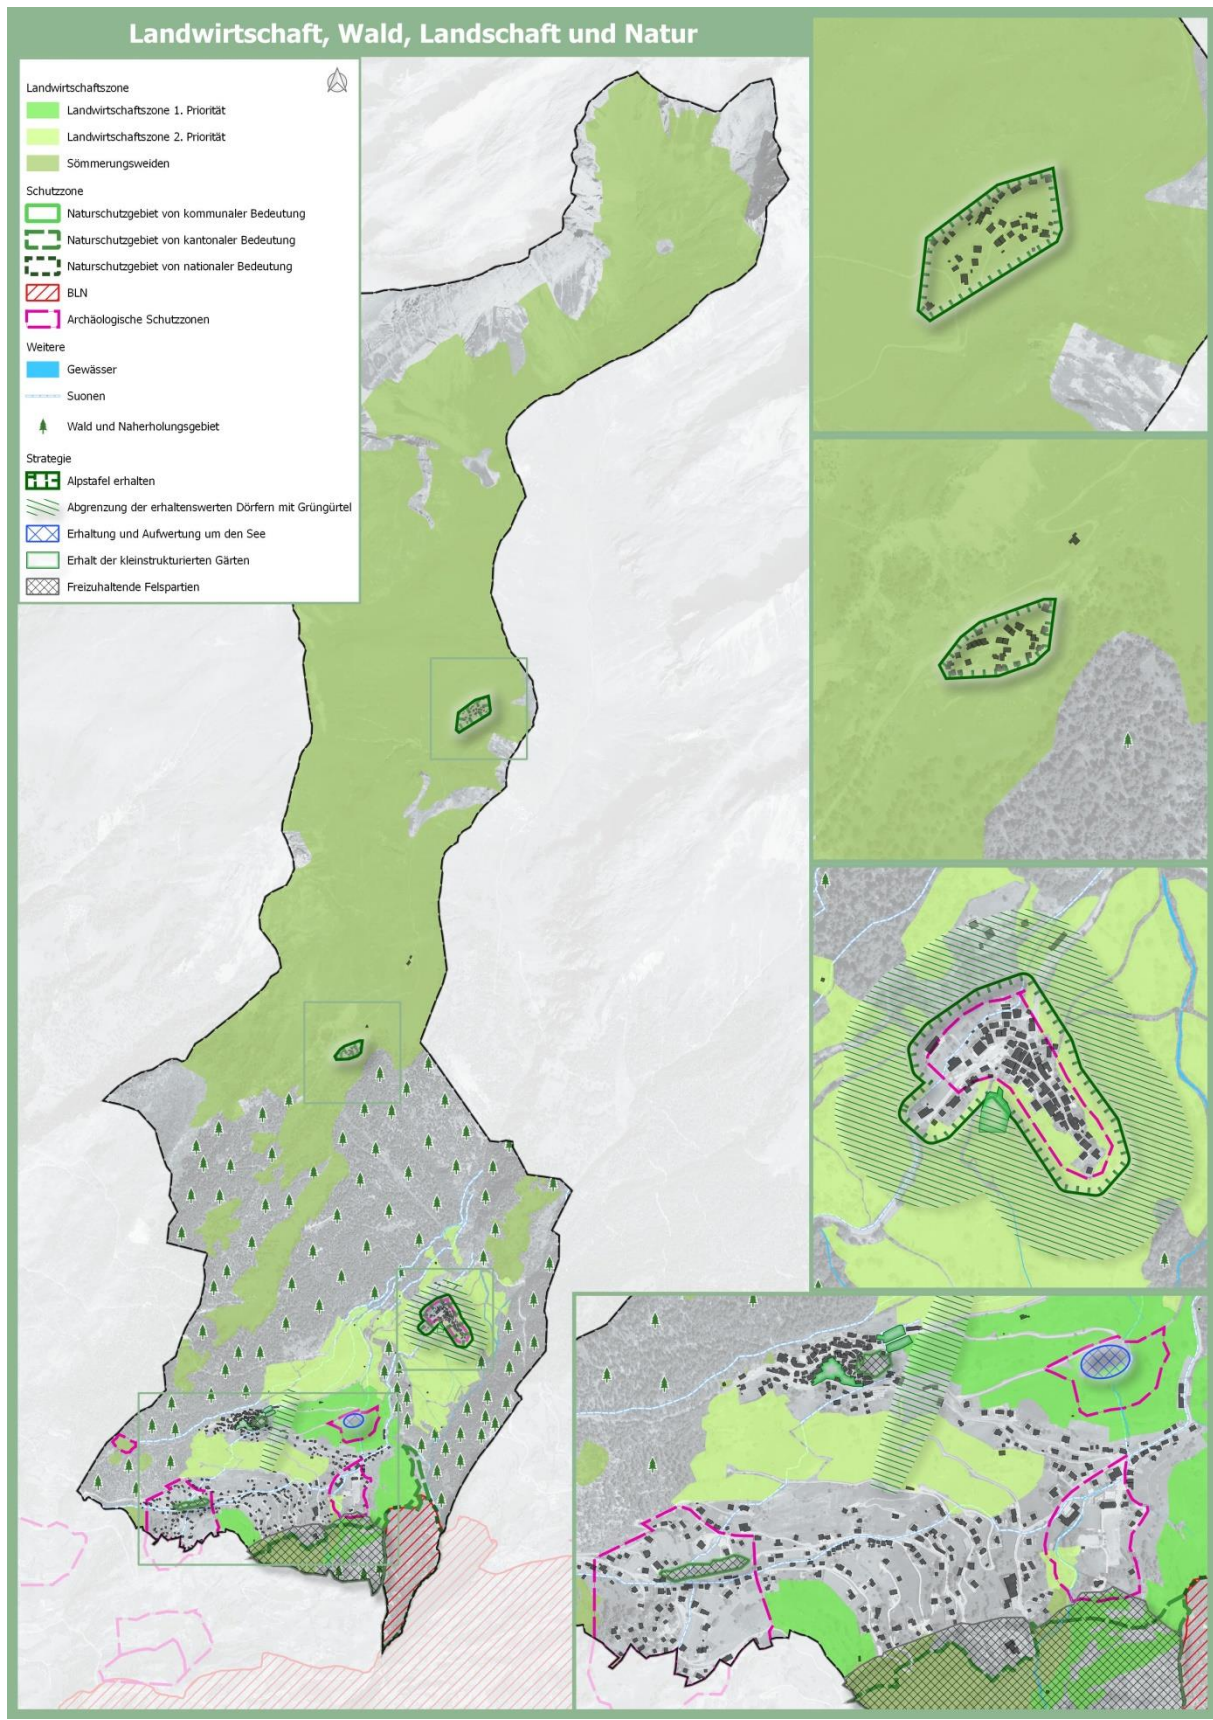 Landwirtschaft, Wald, Landschaft und Natur
Landwirtschaftszone
Landwirtschaftszone 1. Priorität
Landwirtschaftszone 2. Priorität
Sömmerungsweiden
Schutzzone
Naturschutzgebiet von kommunaler Bedeutung
Naturschutzgebiet von kantonaler Bedeutung
Naturschutzgebiet von nationaler Bedeutung
BLN
Archäologische Schutzzonen
Weitere
Gewässer
Suonen
Wald und Naherholungsgebiet
Strategie
Alpstafel erhalten
Abgrenzung der erhaltenswerten Dörfern mit Grüngürtel
Erhaltung und Aufwertung um den See
Erhalt der kleinstrukturierten Gärten
Freizuhaltende Felspartien